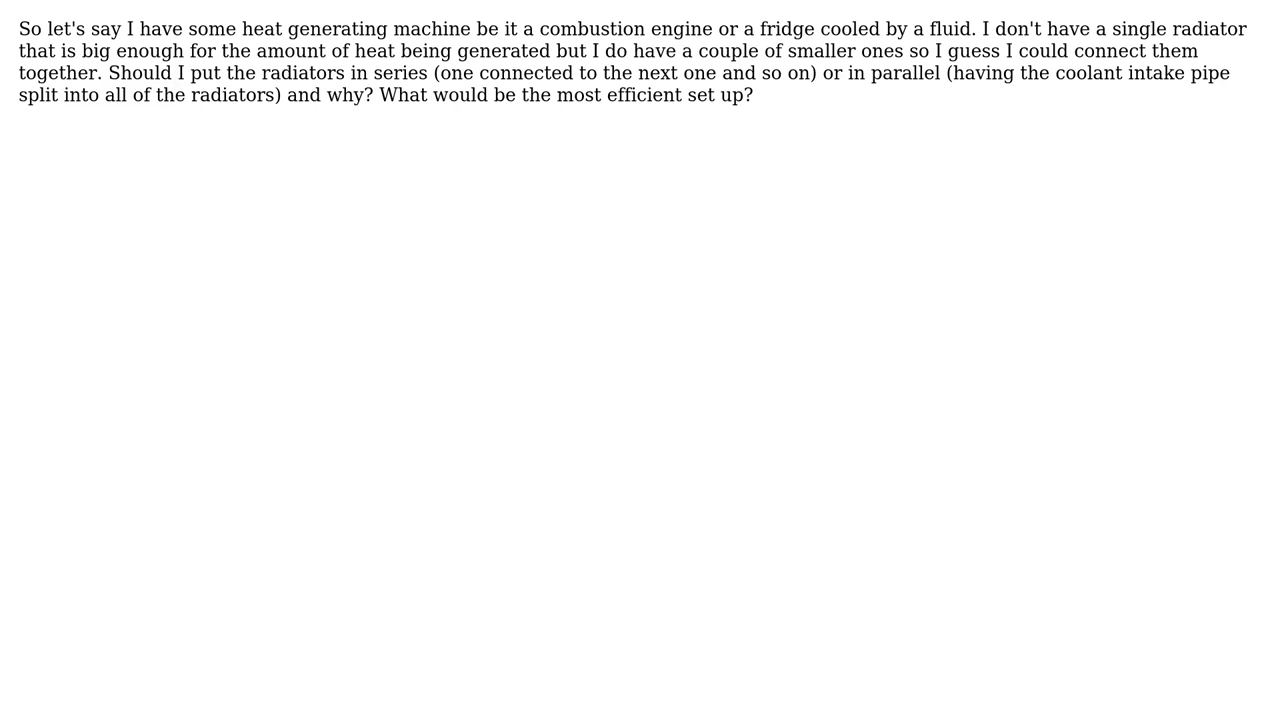 So let's say I have some heat generating machine be it a combustion engine or a fridge cooled by a fluid. I don't have a single radiator
that is big enough for the amount of heat being generated but I do have a couple of smaller ones so I guess I could connect them
together. Should I put the radiators in series (one connected to the next one and so on) or in parallel (having the coolant intake pipe
split into all of the radiators) and why? What would be the most efficient set up?